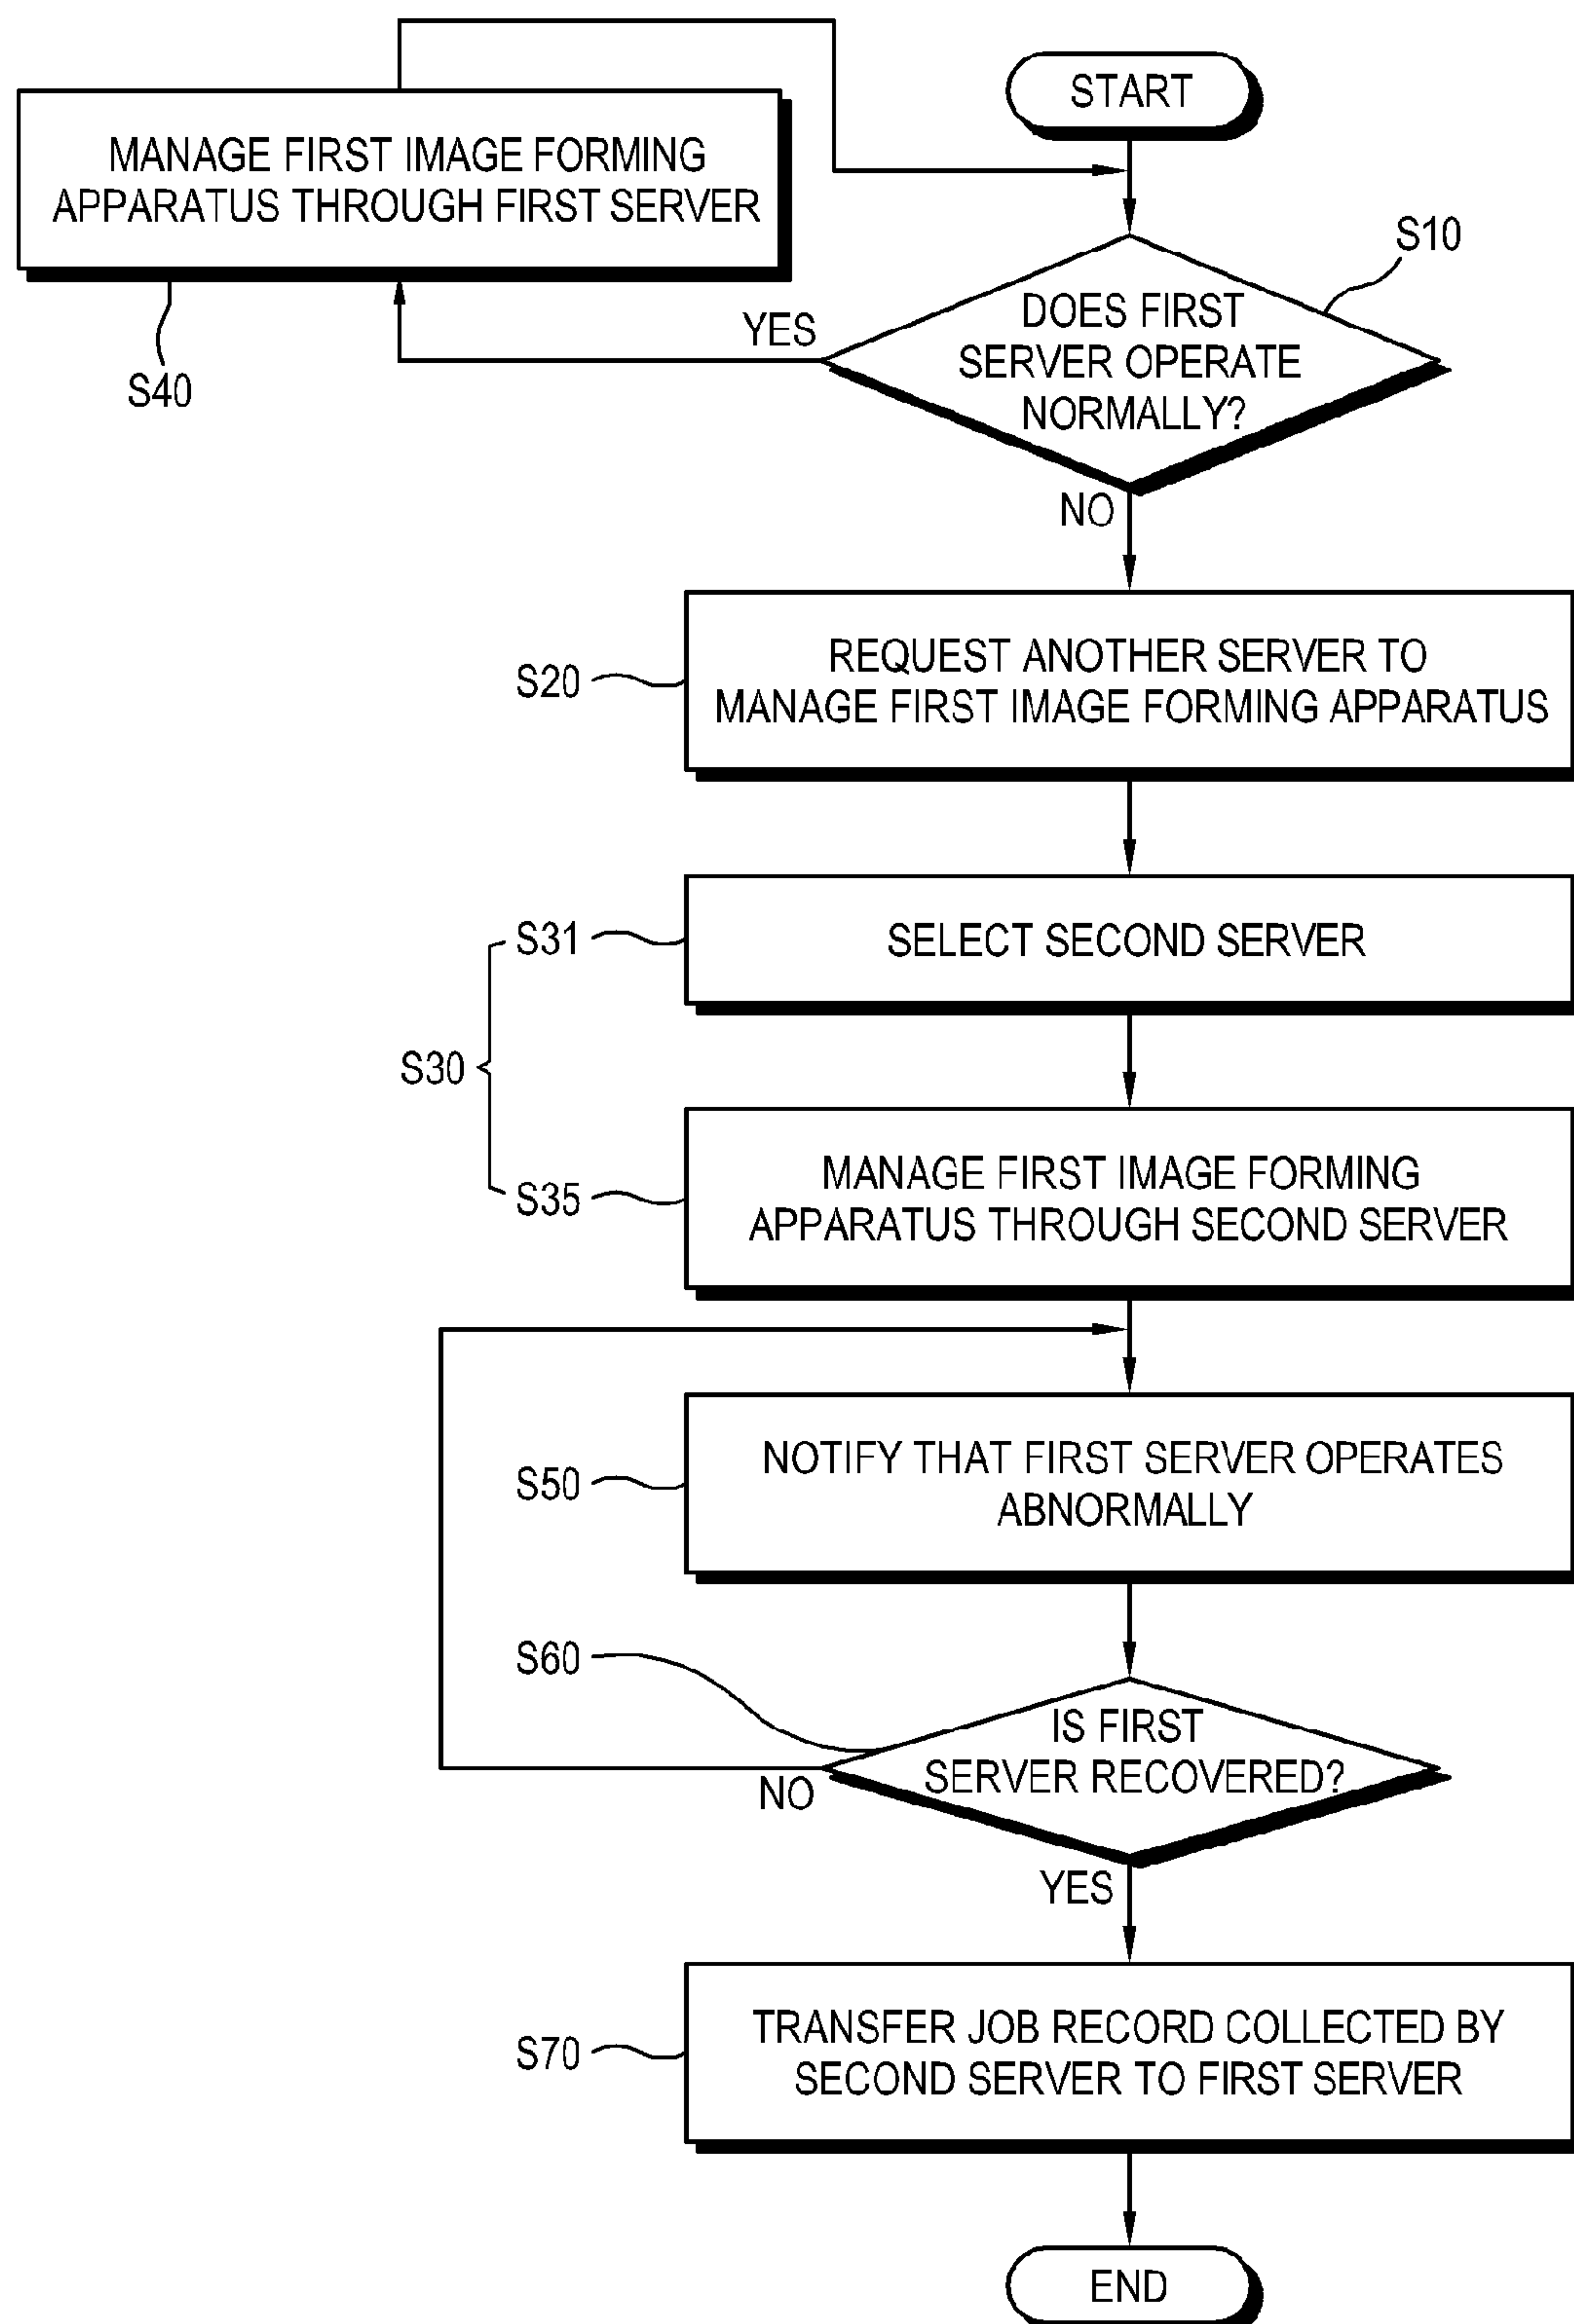 START
MANAGE FIRST IMAGE FORMING
APPARATUS THROUGH FIRST SERVER
S40
S10
DOES FIRST
SERVER OPERATE
NORMALLY?
YES
NO
S20
REQUEST ANOTHER SERVER TO
MANAGE FIRST IMAGE FORMING APPARATUS
S30
S31
SELECT SECOND SERVER
S35
MANAGE FIRST IMAGE FORMING
APPARATUS THROUGH SECOND SERVER
S50
NOTIFY THAT FIRST SERVER OPERATES
ABNORMALLY
S60
IS FIRST
SERVER RECOVERED?
NO
YES
S70
TRANSFER JOB RECORD COLLECTED BY
SECOND SERVER TO FIRST SERVER
END